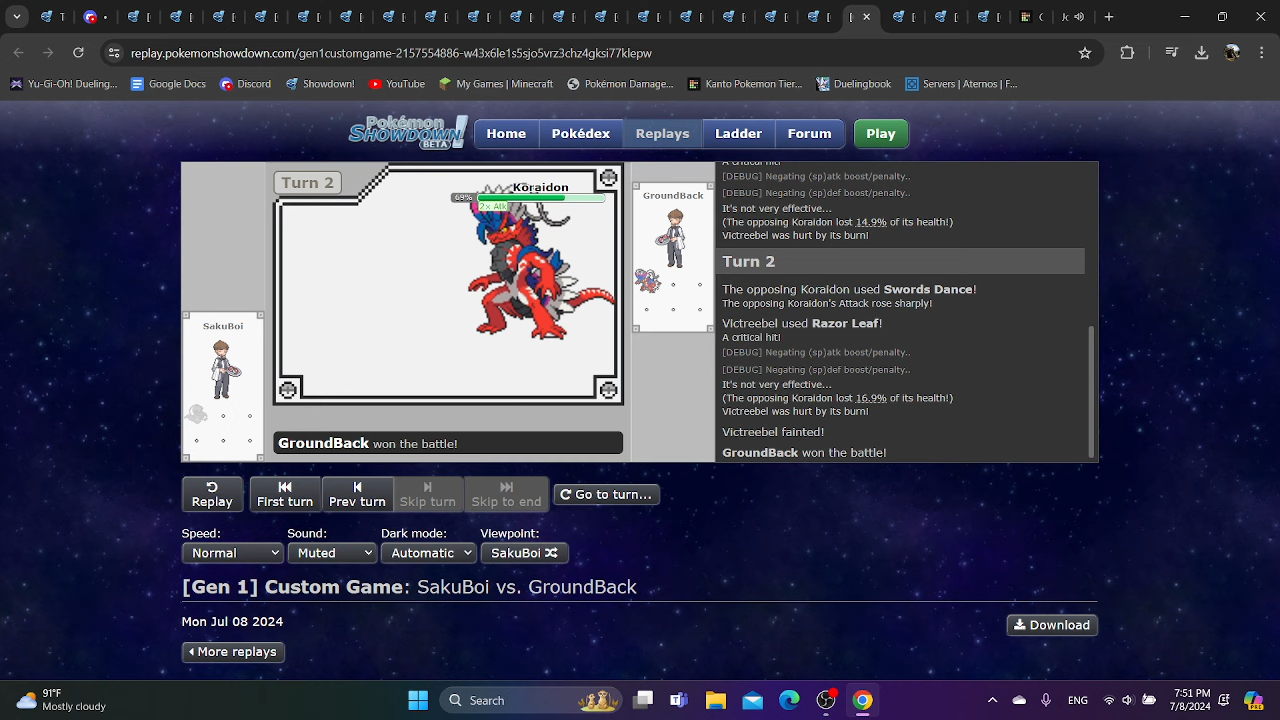 replay.pokemonshowdown.com/gen1customgame-2157554886-w43x6le1s5sjo5vrz3chz4gksi77klepw
Yu-Gi-Oh! Dueling...
Google Docs
Discord
Showdown!
YouTube
My Games | Minecraft
Pokémon Damage...
Kanto Pokemon Tier...
Duelingbook
Servers | Aternos | F...
Pokémon
SHOWDOWN!
BETA
Home
Pokédex
Replays
Ladder
Forum
Play
Turn 2
Koraidon
69%
2× Atk
GroundBack
SakuBoi
GroundBack won the battle!
A critical hit!
[DEBUG] Negating (sp)atk boost/penalty..
[DEBUG] Negating (sp)def boost/penalty..
It's not very effective...
(The opposing Koraidon lost 14.9% of its health!)
Victreebel was hurt by its burn!
Turn 2
The opposing Koraidon used Swords Dance!
The opposing Koraidon's Attack rose sharply!
Victreebel used Razor Leaf!
A critical hit!
[DEBUG] Negating (sp)atk boost/penalty..
[DEBUG] Negating (sp)def boost/penalty..
It's not very effective...
(The opposing Koraidon lost 16.9% of its health!)
Victreebel was hurt by its burn!
Victreebel fainted!
GroundBack won the battle!
Replay
First turn
Prev turn
Skip turn
Skip to end
Go to turn...
Speed:
Sound:
Dark mode:
Viewpoint:
Normal
Muted
Automatic
SakuBoi
[Gen 1] Custom Game: SakuBoi vs. GroundBack
Mon Jul 08 2024
Download
More replays
91°F
Mostly cloudy
Search
ENG
7:51 PM
7/8/2024
PRE